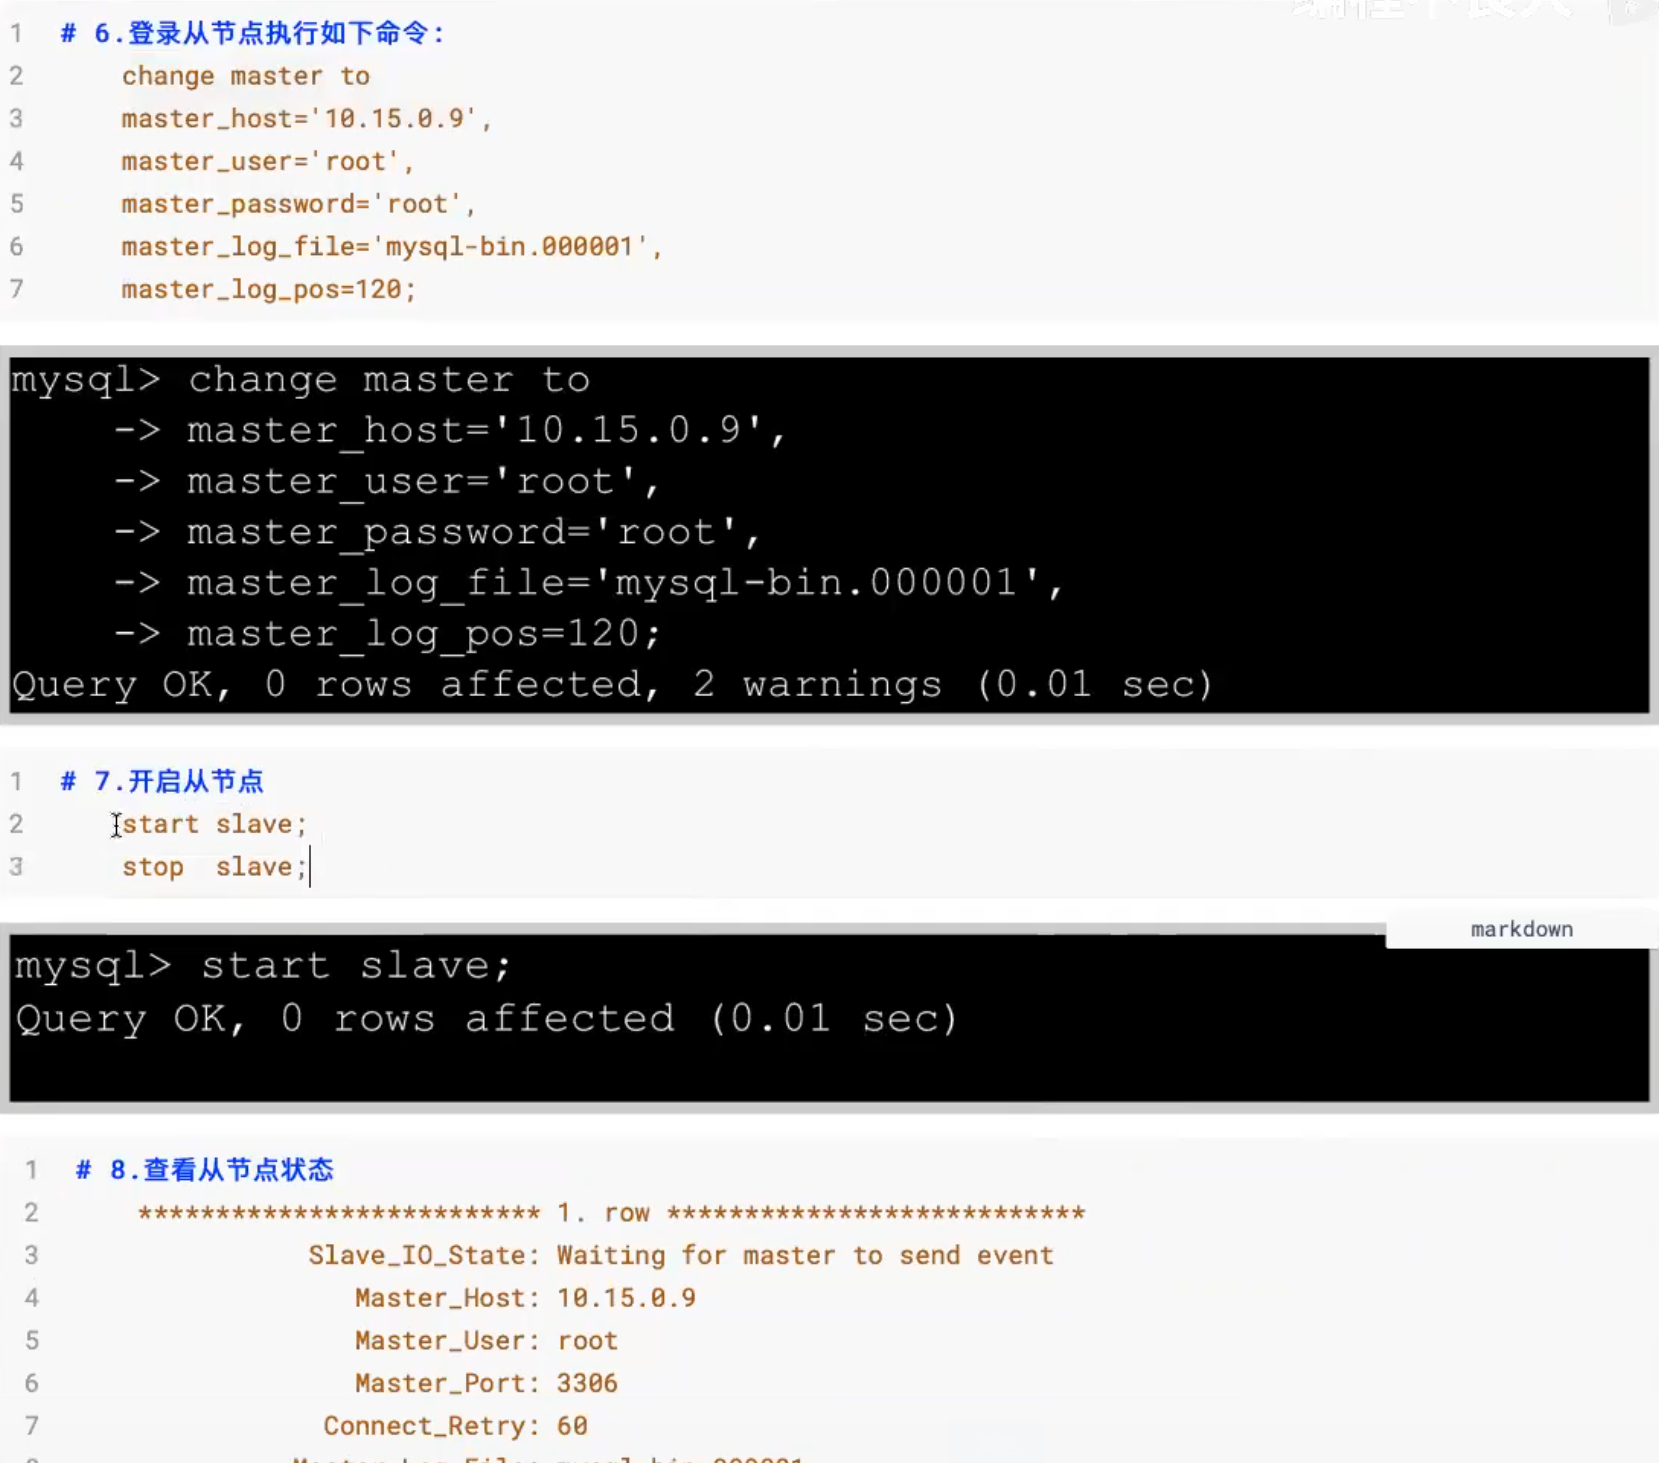 1 # 6.登录从节点执行如下命令:
2 change master to
3 master_host='10.15.0.9',
4 master_user='root',
5 master_password='root',
6 master_log_file='mysql-bin.000001',
7 master_log_pos=120;
mysql> change master to
-> master_host='10.15.0.9',
-> master_user='root',
-> master_password='root',
-> master_log_file='mysql-bin.000001',
-> master_log_pos=120;
Query OK, 0 rows affected, 2 warnings (0.01 sec)
1 # 7.开启从节点
2 start slave;
3 stop  slave;
markdown
mysql> start slave;
Query OK, 0 rows affected (0.01 sec)
1 # 8.查看从节点状态
2 *************************** 1. row ***************************
3 Slave_IO_State: Waiting for master to send event
4 Master_Host: 10.15.0.9
5 Master_User: root
6 Master_Port: 3306
7 Connect_Retry: 60